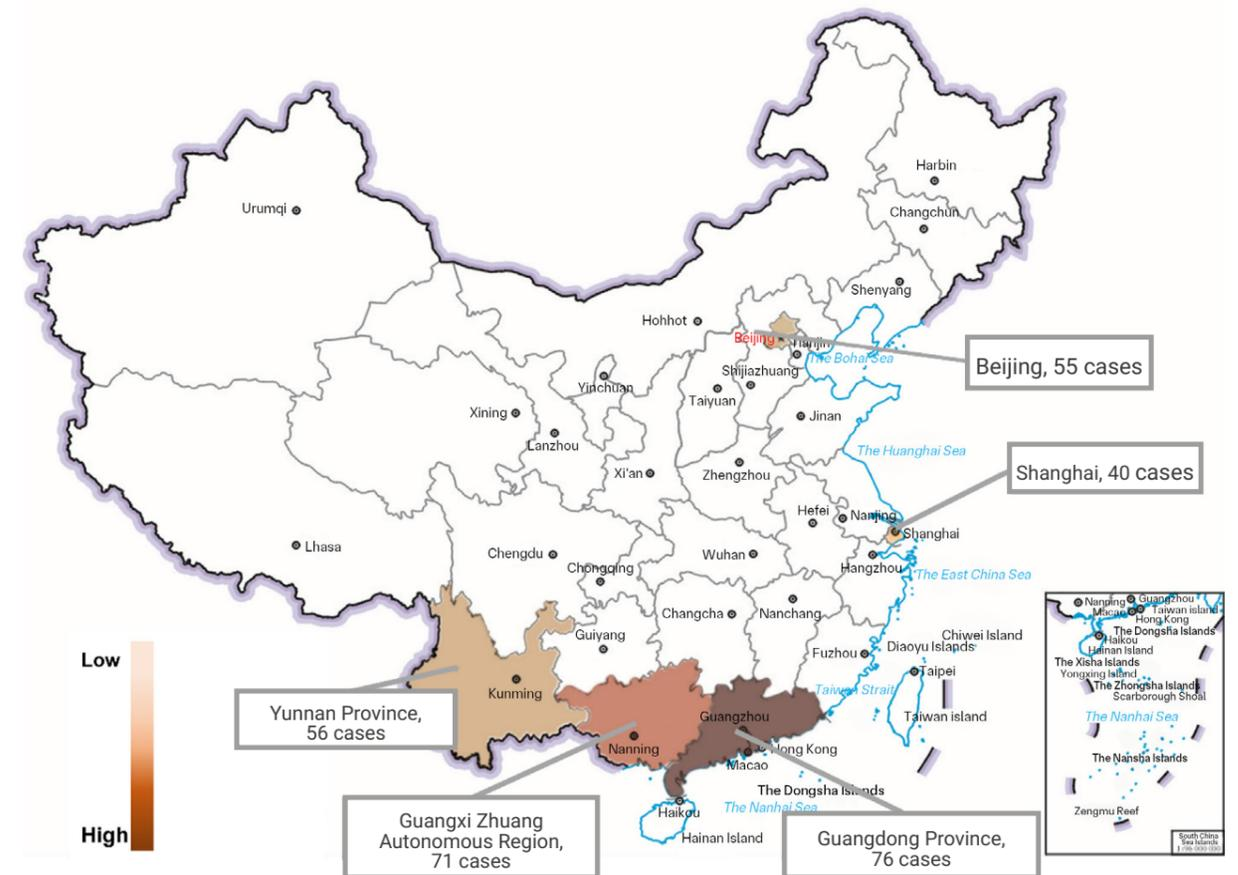 Harbin
Urumqi
Changchun
Shenyang
Hohhot
Beijing
Tianjin
The Bohai Sea
Beijing, 55 cases
Shijiazhuang
Yinchuan
Taiyuan
Xining
Jinan
Lanzhou
The Huanghai Sea
Xi'an
Zhengzhou
Shanghai, 40 cases
Hefei
Nanjing
Shanghai
Lhasa
Chengdu
Wuhan
Hangzhou
Chongqing
The East China Sea
Changcha
Nanchang
Guiyang
Chiwei Island
Diaoyu Islands
Fuzhou
Taipei
Low
Kunming
Taiwan Strait
Taiwan island
Yunnan Province,
56 cases
Guangzhou
Nanning
Hong Kong
Macao
The Dongsha Islands
The Nanhai Sea
Haikou
Hainan Island
High
Guangxi Zhuang
Autonomous Region,
71 cases
Guangdong Province,
76 cases
Nanning
Guangzhou
Macao
Taiwan island
Hong Kong
The Dongsha Islands
Haikou
Hainan Island
The Xisha Islands
Yongxing Island
The Zhongsha Islands
Scarborough Shoal
The Nanhai Sea
The Nansha Islands
Zengmu Reef
South China
Sea Islands